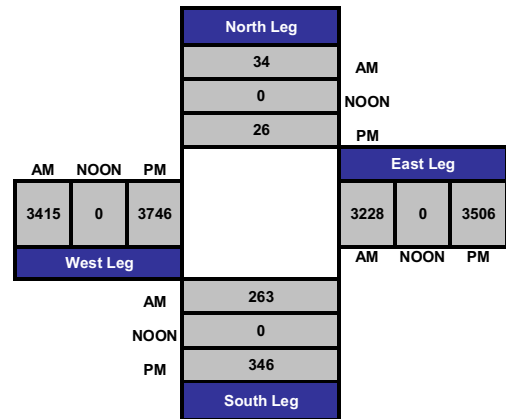 North Leg
34 AM
0 NOON
26 PM
AM NOON PM
East Leg
3415 0 3746
3228 0 3506
West Leg
AM NOON PM
AM 263
NOON 0
PM 346
South Leg